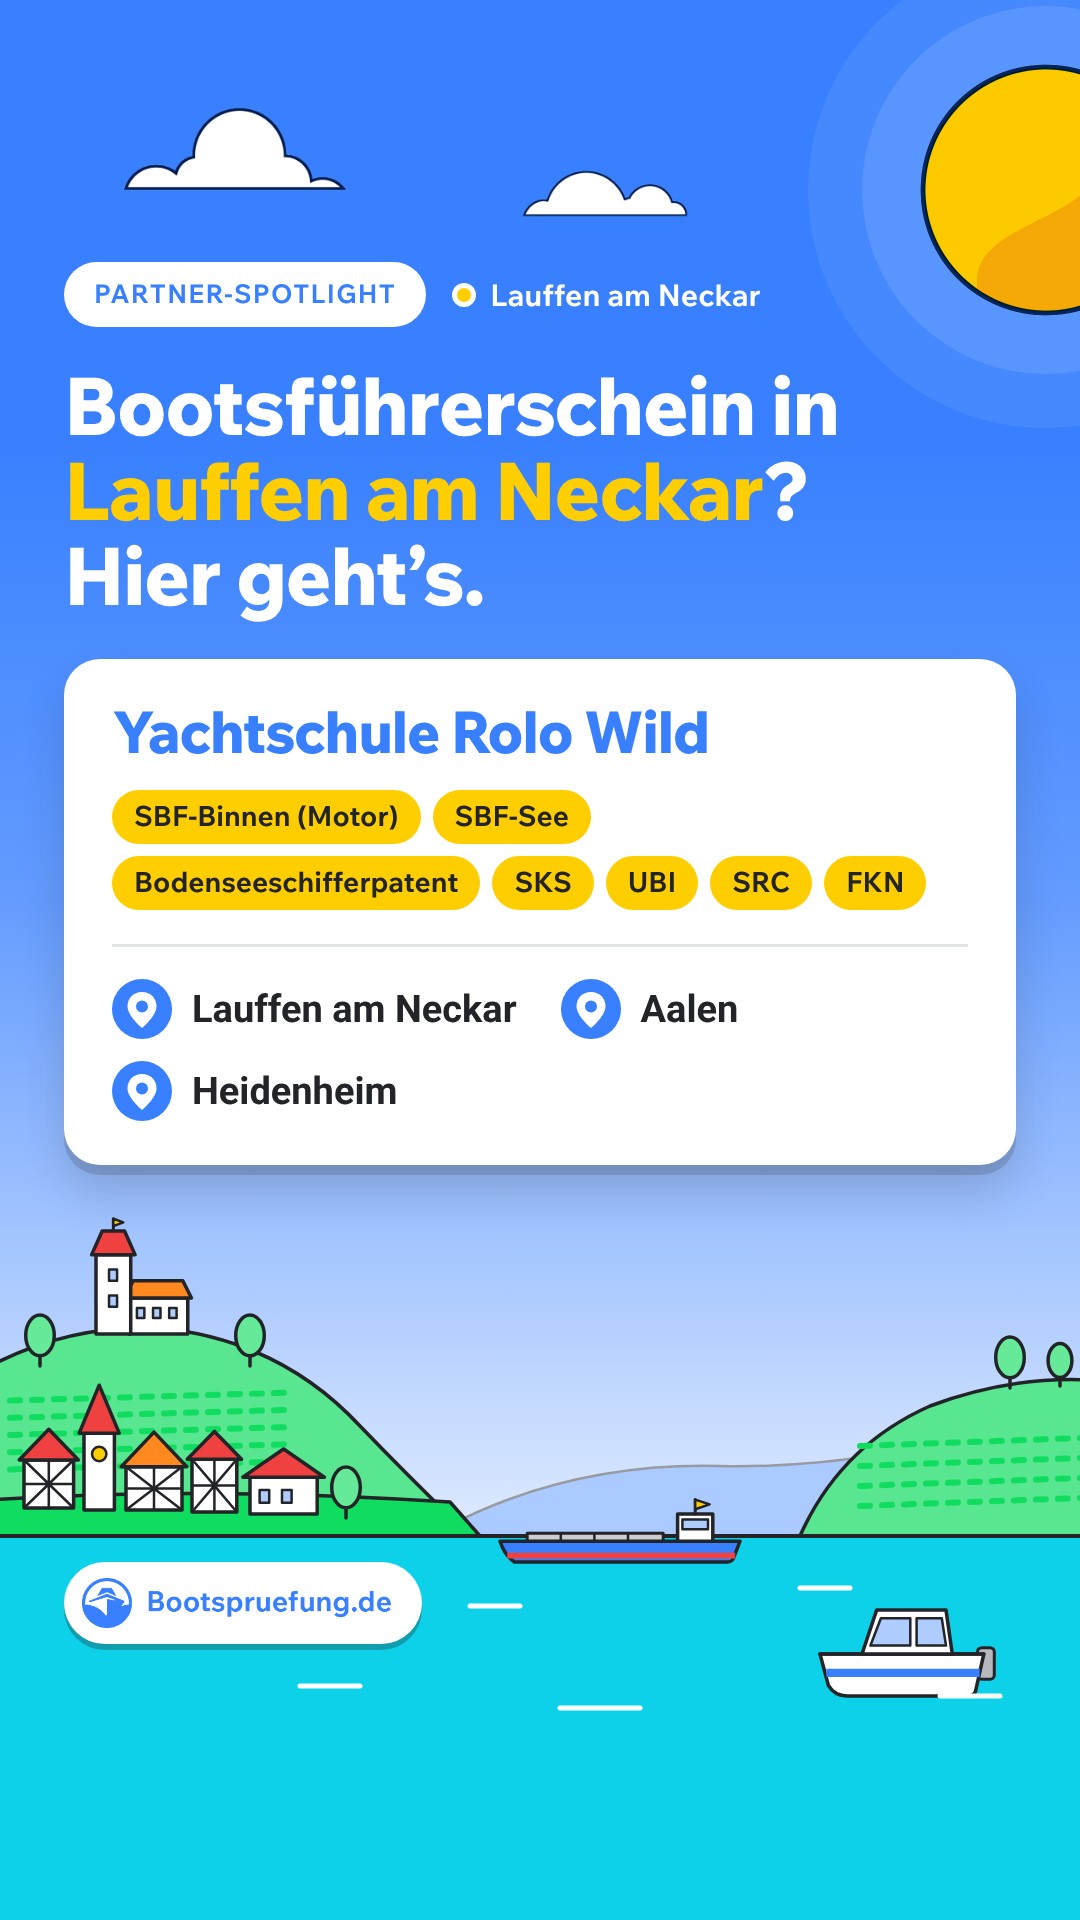 PARTNER-SPOTLIGHT
Lauffen am Neckar
Bootsführerschein in
Lauffen am Neckar?
Hier geht’s.
Yachtschule Rolo Wild
SBF-Binnen (Motor) SBF-See
Bodenseeschifferpatent SKS UBI SRC FKN
Lauffen am Neckar Aalen
Heidenheim
Bootspruefung.de